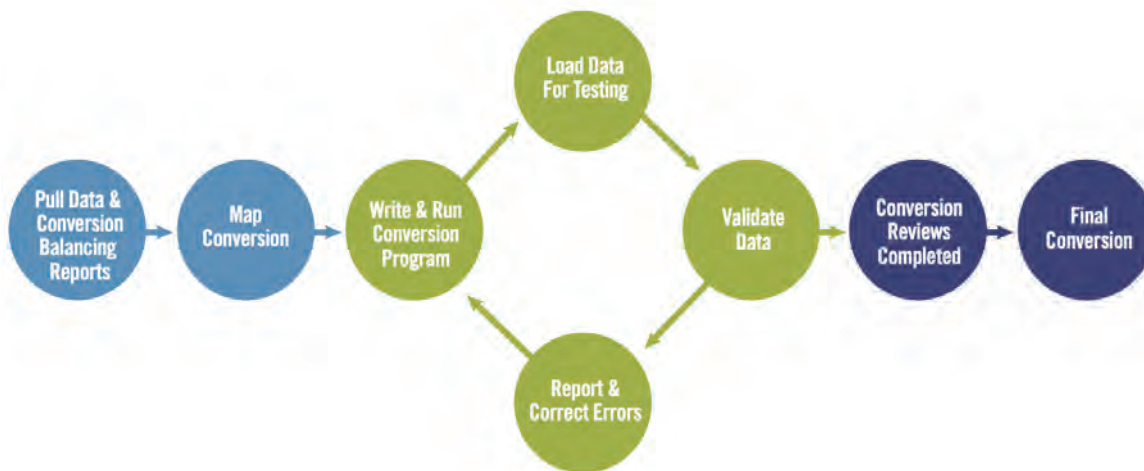 Load Data
For Testing
Pull Data &
Conversion
Balancing
Reports
Map
Conversion
Write & Run
Conversion
Program
Validate
Data
Conversion
Reviews
Completed
Final
Conversion
Report &
Correct Errors